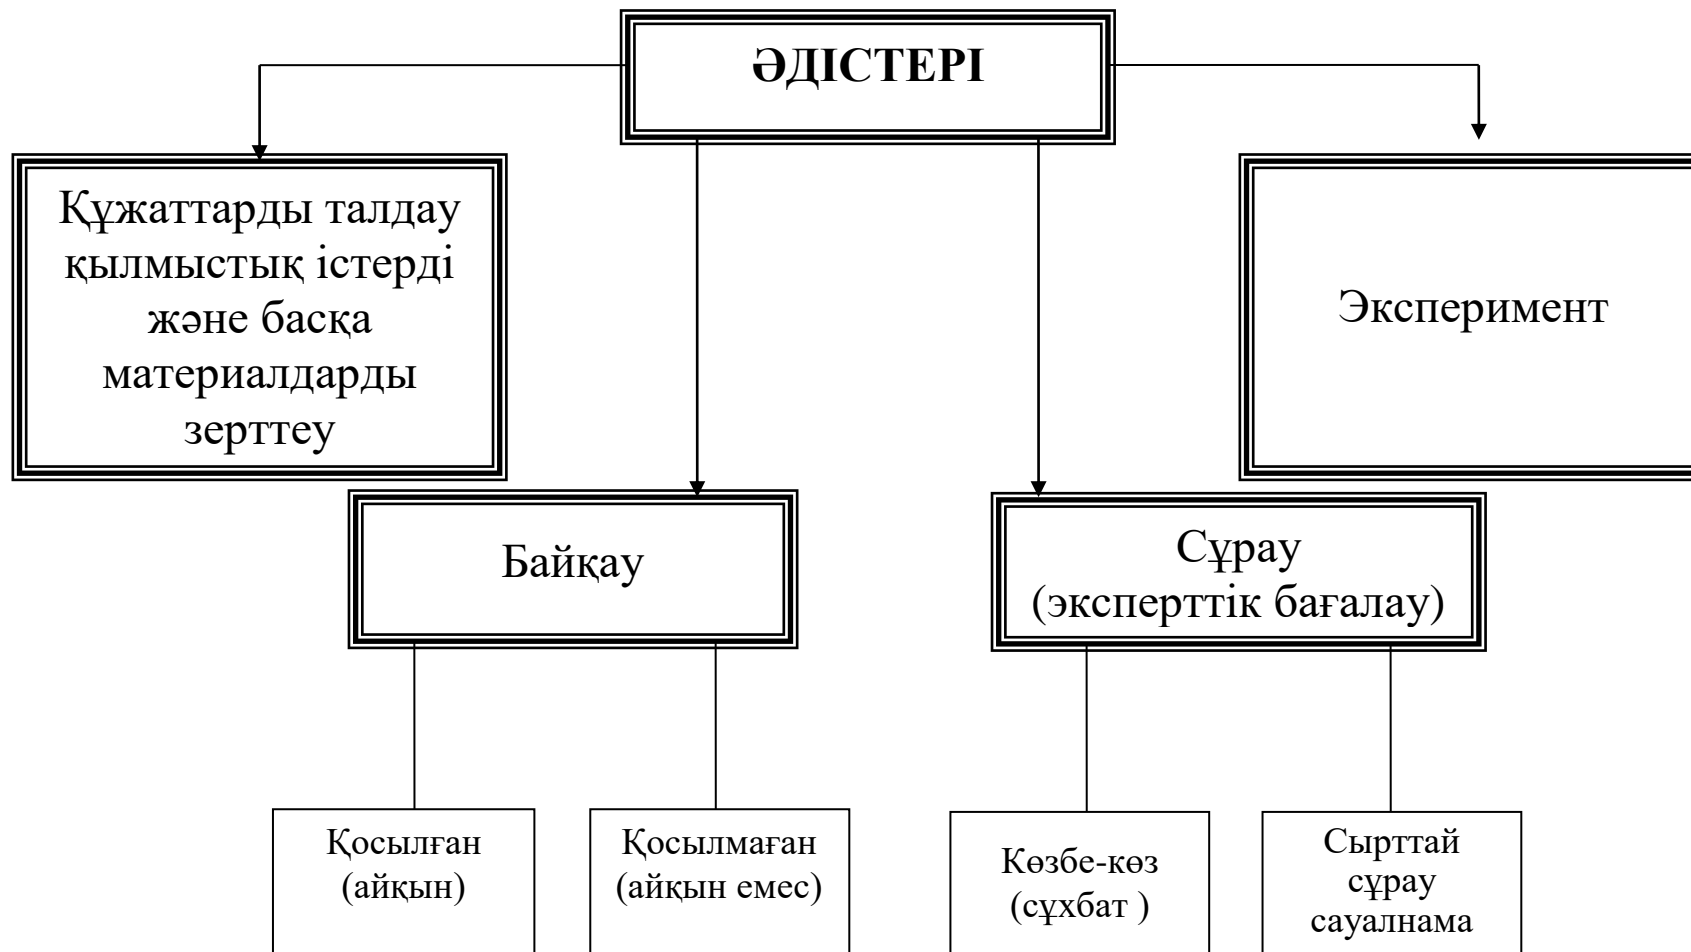 ӘДІСТЕРІ
Құжаттарды талдау
қылмыстық істерді
және басқа
материалдарды
зерттеу
Эксперимент
Байқау
Сұрау
(эксперттік бағалау)
Қосылған
(айқын)
Қосылмаған
(айқын емес)
Көзбе-көз
(сұхбат )
Сырттай
сұрау
сауалнама